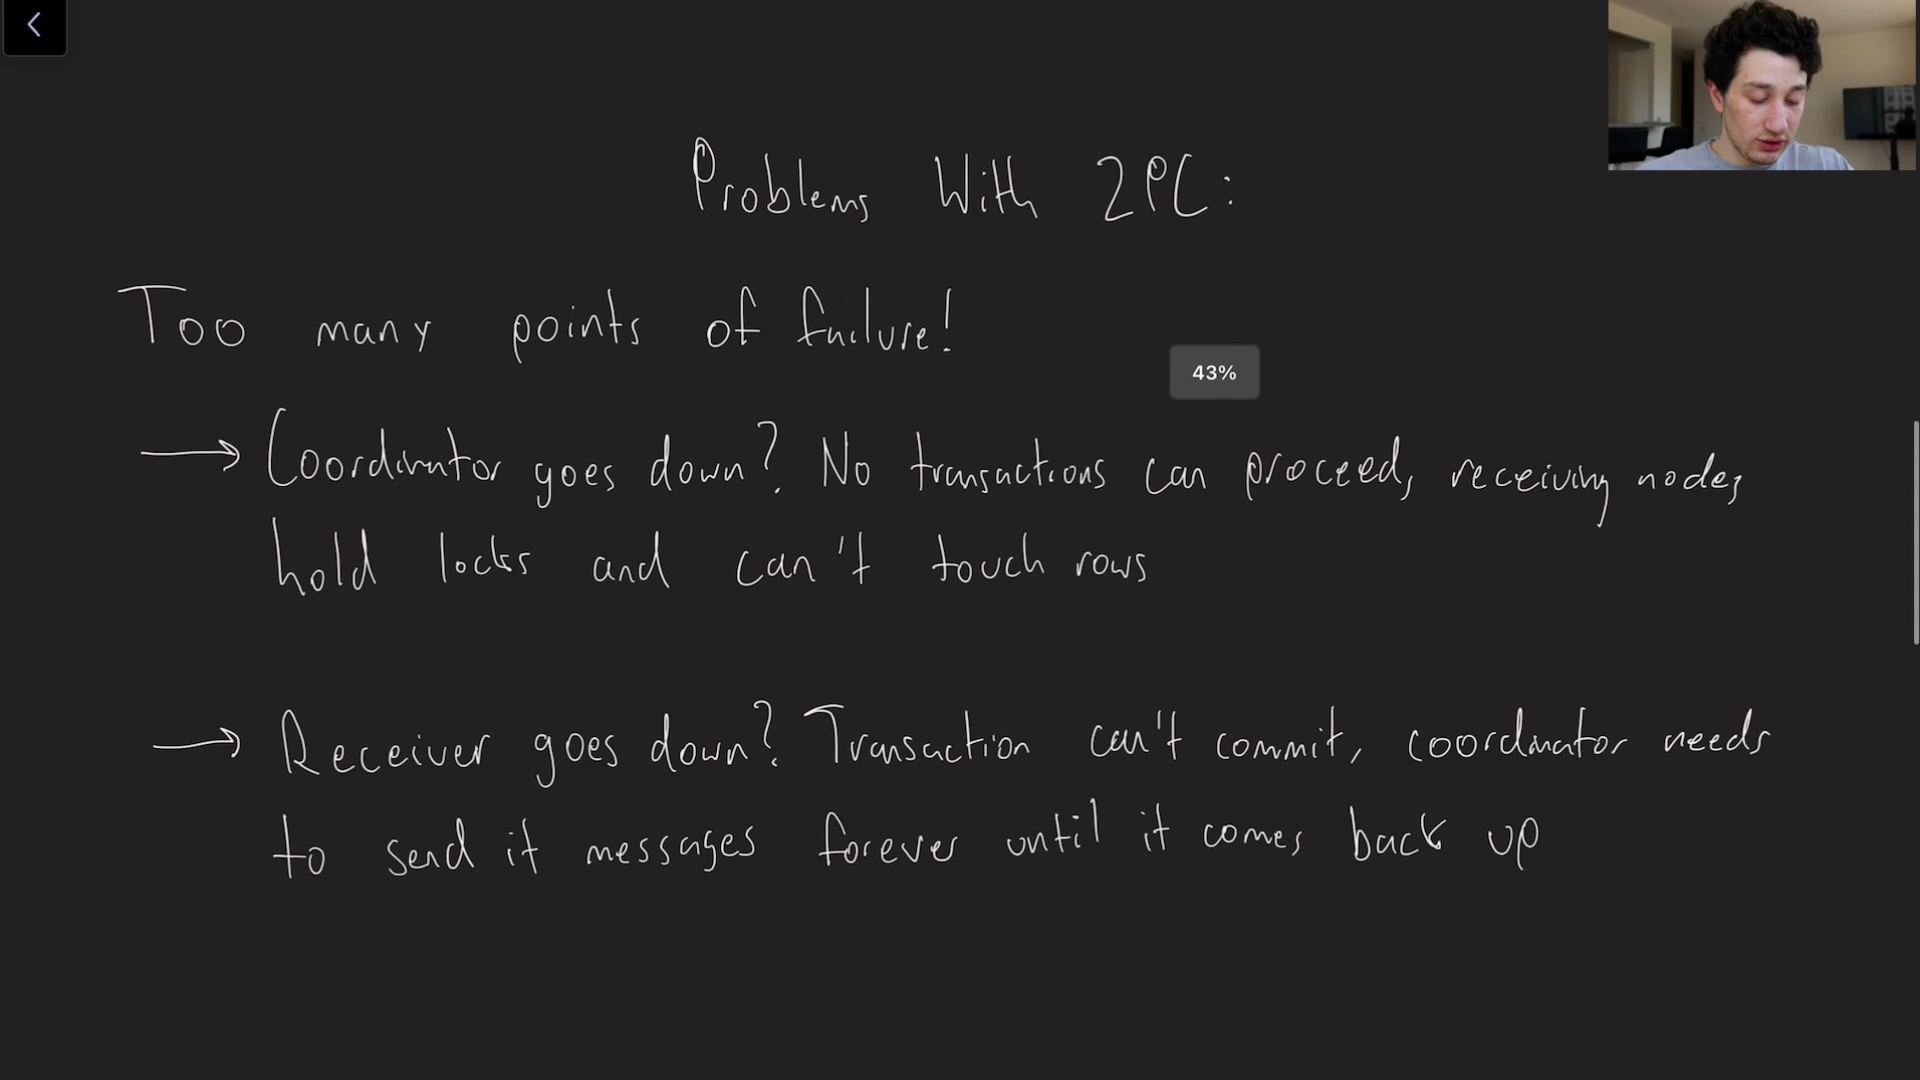 Problems With 2PC:
Too many points of failure!
43%
→ Coordinator goes down? No transactions can proceed, receiving nodes
hold locks and can't touch rows
→ Receiver goes down? Transaction can't commit, coordinator needs
to send it messages forever until it comes back up